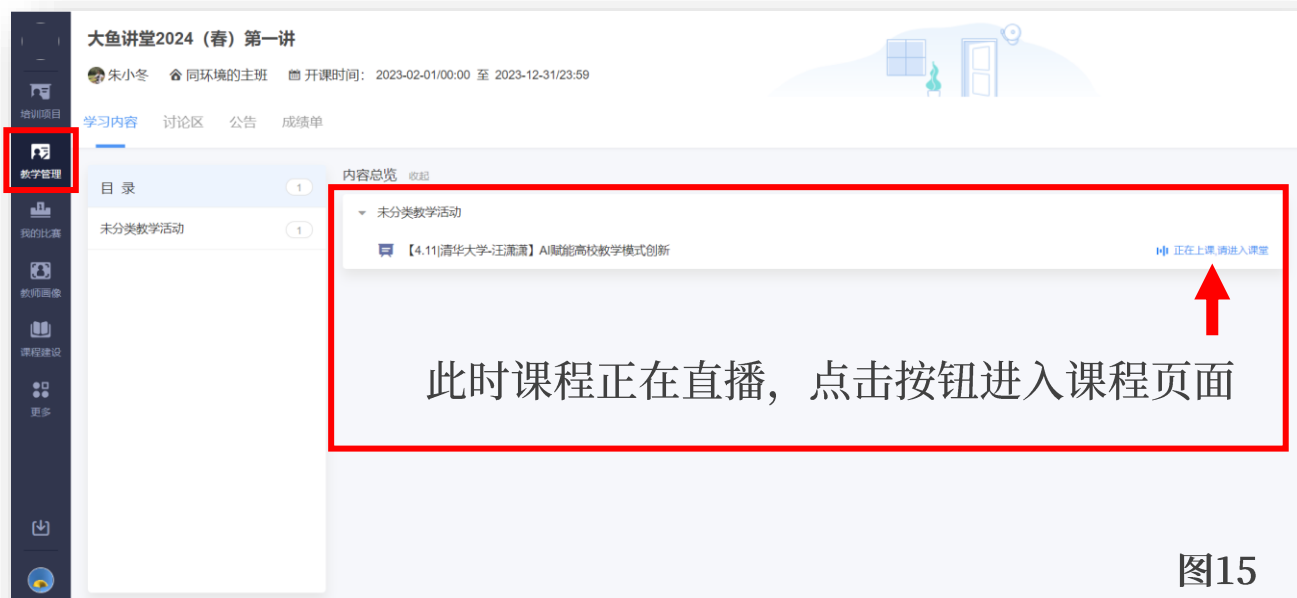 大鱼讲堂2024（春）第一讲
朱小冬 同环境的主班 开课时间： 2023-02-01/00:00 至 2023-12-31/23:59
学习内容 讨论区 公告 成绩单
培训项目
教学管理
我的比赛
教师画像
课程建设
更多
目 录 1
未分类教学活动 1
内容总览 收起
未分类教学活动
【4.11|清华大学-汪潇潇】AI赋能高校教学模式创新 正在上课,请进入课堂
此时课程正在直播，点击按钮进入课程页面
图15